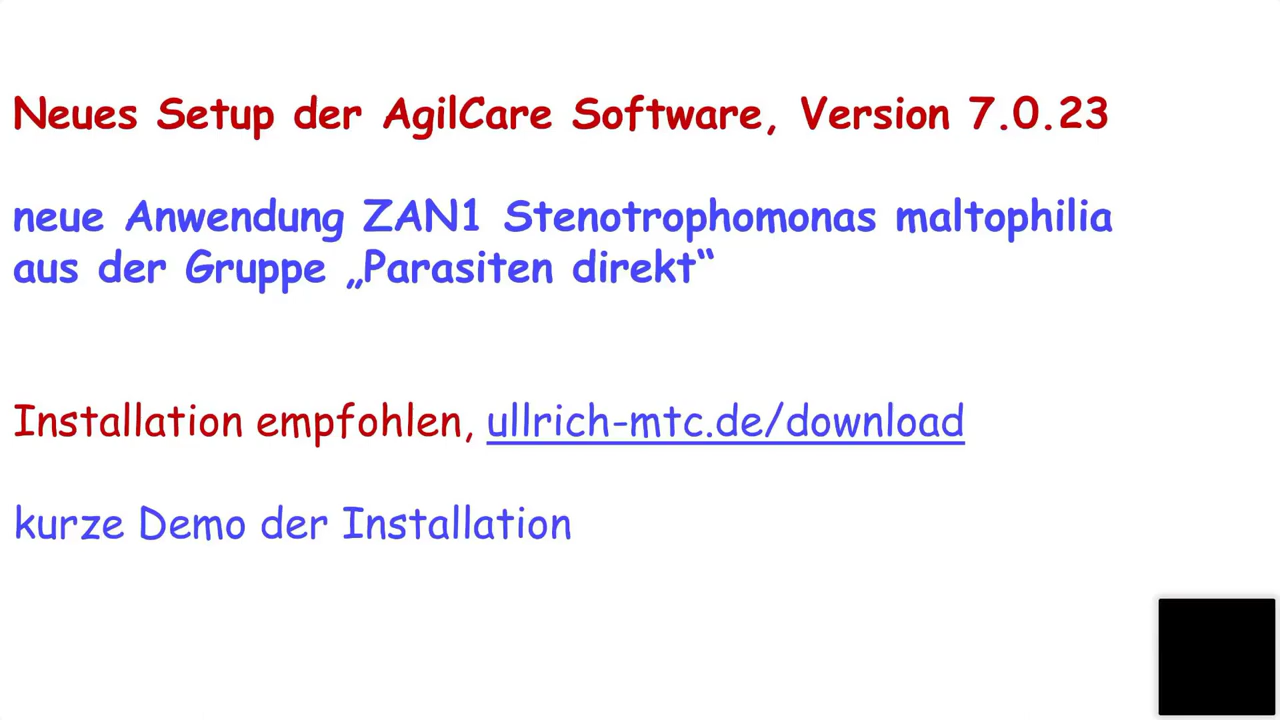 Neues Setup der AgilCare Software, Version 7.0.23
neue Anwendung ZAN1 Stenotrophomonas maltophilia
aus der Gruppe „Parasiten direkt“
Installation empfohlen, ullrich-mtc.de/download
kurze Demo der Installation